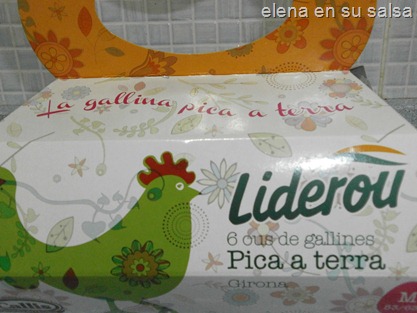 elena en su salsa
La gallina pica a terra
Liderou
6 ous de gallines
Pica a terra
Girona
M